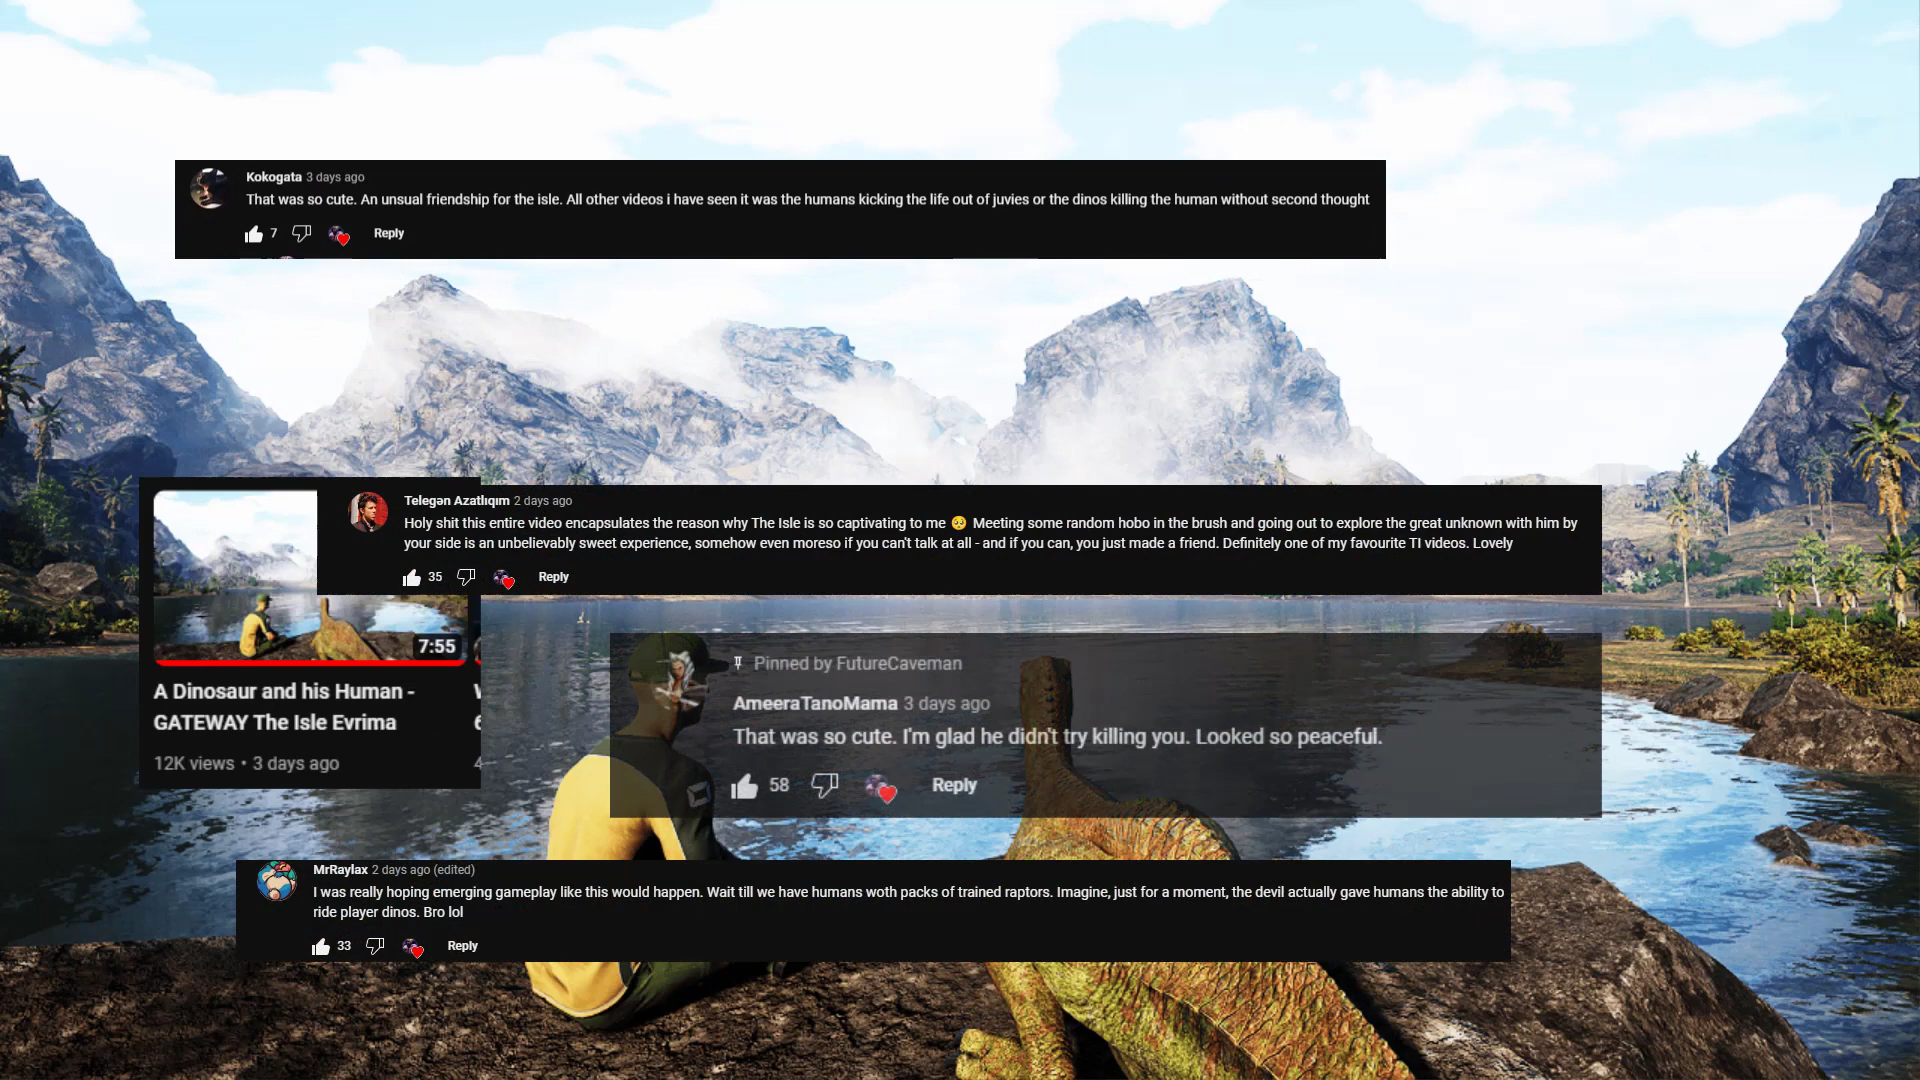 Kokogata 3 days ago
That was so cute. An unsual friendship for the isle. All other videos i have seen it was the humans kicking the life out of juvies or the dinos killing the human without second thought
7 Reply
Telegən Azatlıqım 2 days ago
Holy shit this entire video encapsulates the reason why The Isle is so captivating to me 🥺 Meeting some random hobo in the brush and going out to explore the great unknown with him by
your side is an unbelievably sweet experience, somehow even moreso if you can't talk at all - and if you can, you just made a friend. Definitely one of my favourite TI videos. Lovely
35 Reply
7:55
A Dinosaur and his Human -
GATEWAY The Isle Evrima
12K views • 3 days ago
Pinned by FutureCaveman
AmeeraTanoMama 3 days ago
That was so cute. I'm glad he didn't try killing you. Looked so peaceful.
58 Reply
MrRaylax 2 days ago (edited)
I was really hoping emerging gameplay like this would happen. Wait till we have humans woth packs of trained raptors. Imagine, just for a moment, the devil actually gave humans the ability to
ride player dinos. Bro lol
33 Reply